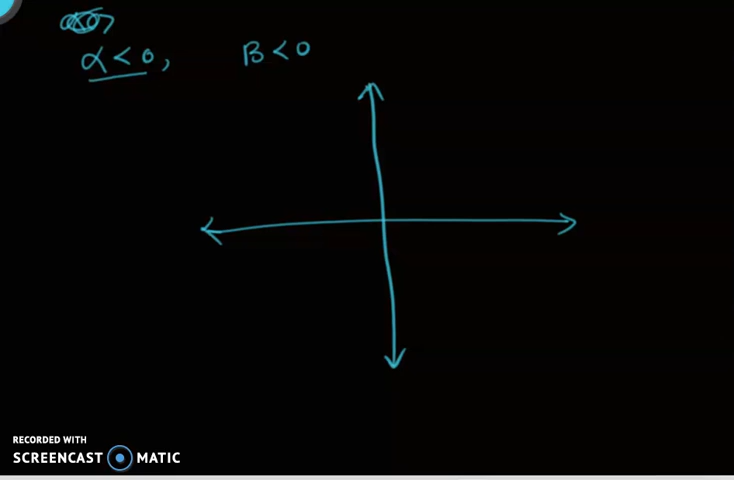 α < 0, β < 0
RECORDED WITH
SCREENCAST MATIC